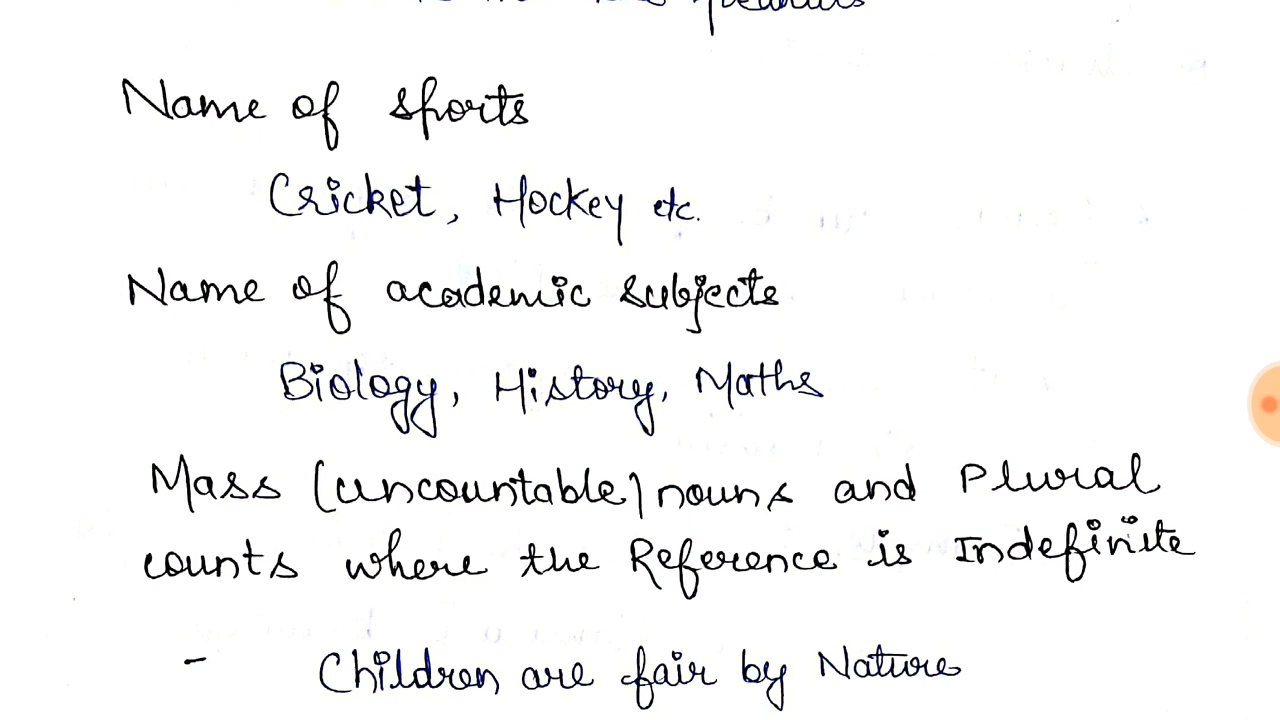 Name of sports
Cricket, Hockey etc.
Name of academic subjects
Biology, History, Maths
Mass (uncountable) nouns and Plural
counts where the Reference is Indefinite
- Children are fair by Nature